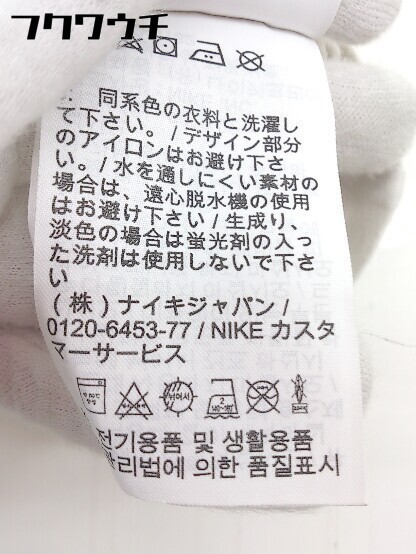 フクワウチ
同系色の衣料と洗濯し
て下さい。/ デザイン部分
のアイロンはお避け下さ
い。/ 水を通しにくい素材の
場合は、遠心脱水機の使用
はお避け下さい / 生成り、
淡色の場合は蛍光剤の入っ
た洗剤は使用しないで下さ
い
(株) ナイキジャパン /
0120-6453-77 / NIKE カスタ
マーサービス
전기용품 및 생활용품
관리법에 의한 품질표시